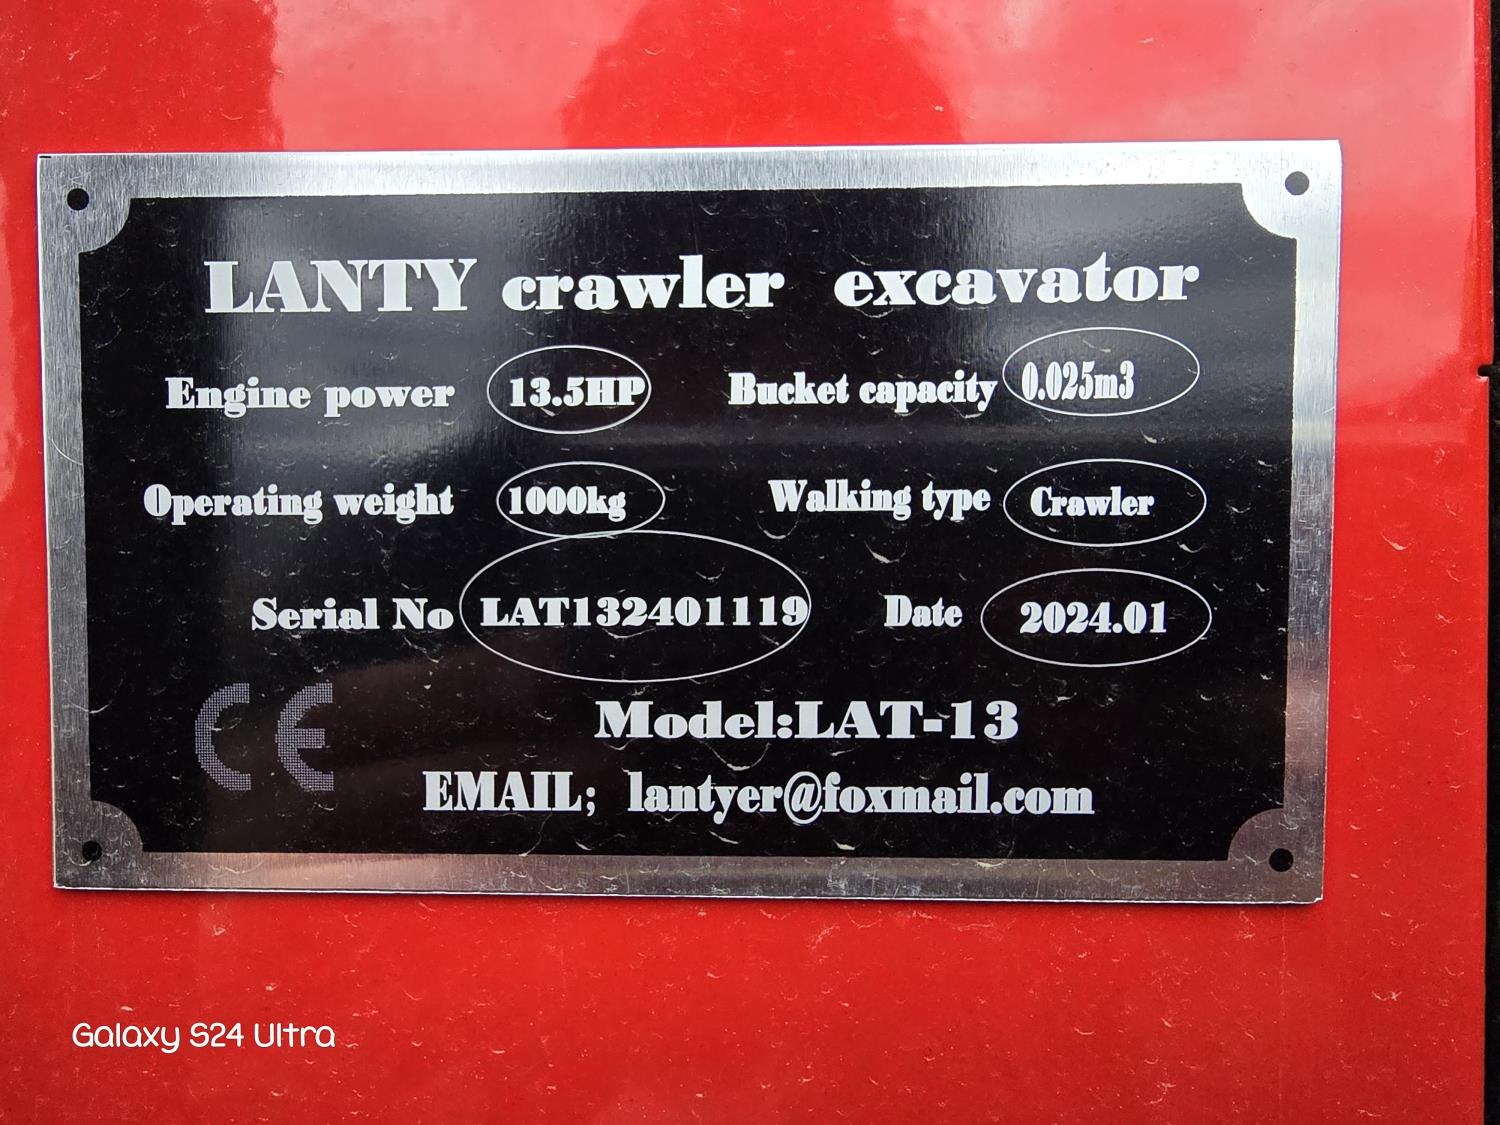 LANTY crawler excavator
Engine power 13.5HP Bucket capacity 0.025m3
Operating weight 1000kg Walking type Crawler
Serial No LAT132401119 Date 2024.01
CE
Model:LAT-13
EMAIL; lantyer@foxmail.com
Galaxy S24 Ultra